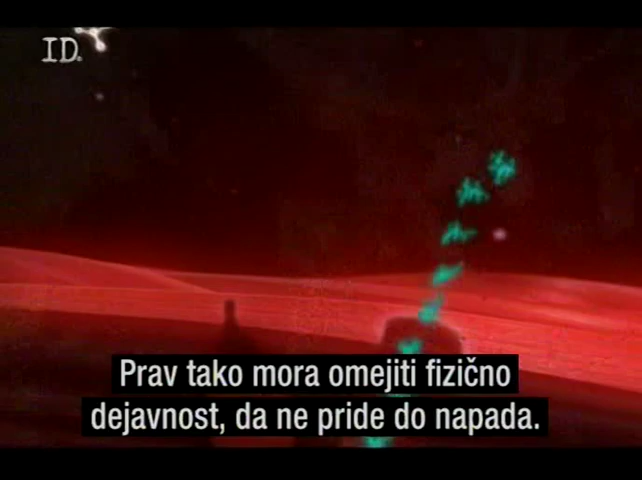 ID.
Prav tako mora omejiti fizično
dejavnost, da ne pride do napada.